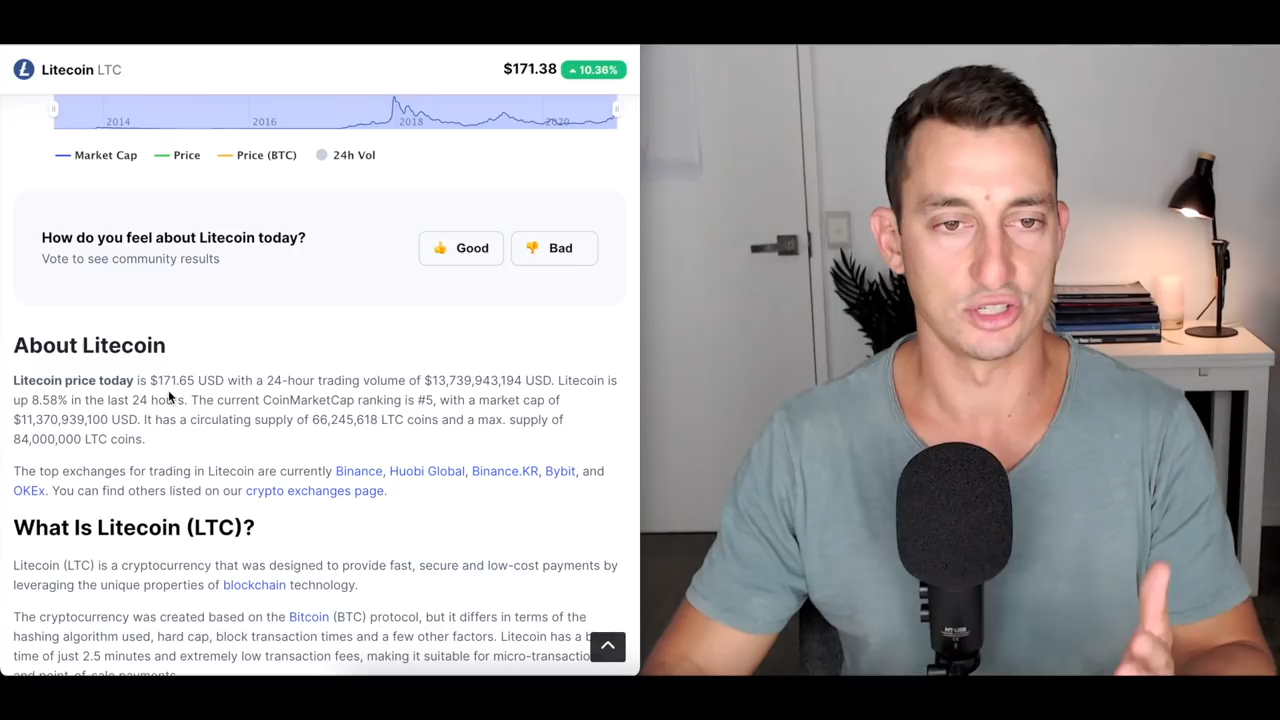 Litecoin LTC
$171.38 10.36%
2014 2016 2018 2020
Market Cap Price Price (BTC) 24h Vol
How do you feel about Litecoin today?
Vote to see community results
Good Bad
About Litecoin
Litecoin price today is $171.65 USD with a 24-hour trading volume of $13,739,943,194 USD. Litecoin is
up 8.58% in the last 24 hours. The current CoinMarketCap ranking is #5, with a market cap of
$11,370,939,100 USD. It has a circulating supply of 66,245,618 LTC coins and a max. supply of
84,000,000 LTC coins.
The top exchanges for trading in Litecoin are currently Binance, Huobi Global, Binance.KR, Bybit, and
OKEx. You can find others listed on our crypto exchanges page.
What Is Litecoin (LTC)?
Litecoin (LTC) is a cryptocurrency that was designed to provide fast, secure and low-cost payments by
leveraging the unique properties of blockchain technology.
The cryptocurrency was created based on the Bitcoin (BTC) protocol, but it differs in terms of the
hashing algorithm used, hard cap, block transaction times and a few other factors. Litecoin has a
time of just 2.5 minutes and extremely low transaction fees, making it suitable for
and point-of-sale payments.